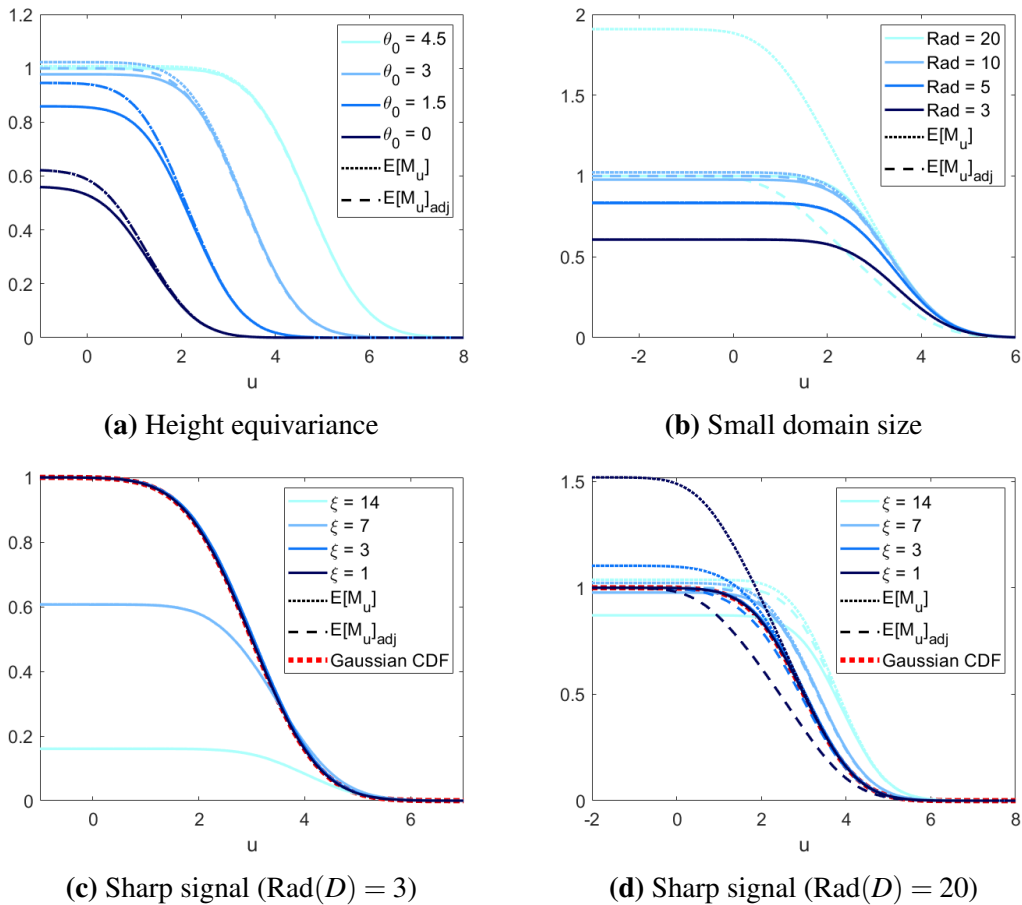 1
0.8
0.6
0.4
0.2
0
0 2 4 6 8
u
θ₀ = 4.5
θ₀ = 3
θ₀ = 1.5
θ₀ = 0
E[Mᵤ]
E[Mᵤ]adj
(a) Height equivariance
2
1.5
1
0.5
0
-2 0 2 4 6
u
Rad = 20
Rad = 10
Rad = 5
Rad = 3
E[Mᵤ]
E[Mᵤ]adj
(b) Small domain size
1
0.8
0.6
0.4
0.2
0
0 2 4 6
u
ξ = 14
ξ = 7
ξ = 3
ξ = 1
E[Mᵤ]
E[Mᵤ]adj
Gaussian CDF
(c) Sharp signal (Rad(D) = 3)
1.5
1
0.5
0
-2 0 2 4 6 8
u
ξ = 14
ξ = 7
ξ = 3
ξ = 1
E[Mᵤ]
E[Mᵤ]adj
Gaussian CDF
(d) Sharp signal (Rad(D) = 20)